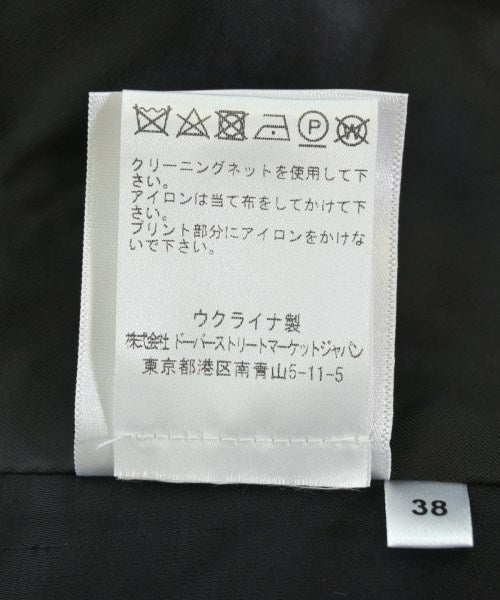 P
W
クリーニングネットを使用して下
さい。
アイロンは当て布をしてかけて下
さい。
プリント部分にアイロンをかけな
いで下さい。
ウクライナ製
株式会社 ドーバーストリートマーケットジャパン
東京都港区南青山5-11-5
38